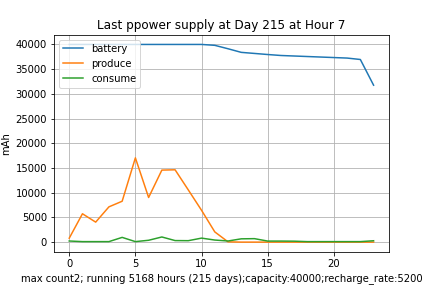 Last ppower supply at Day 215 at Hour 7
40000
35000
30000
25000
20000
15000
10000
5000
0
mAh
battery
produce
consume
0 5 10 15 20
max count2; running 5168 hours (215 days);capacity:40000;recharge_rate:5200